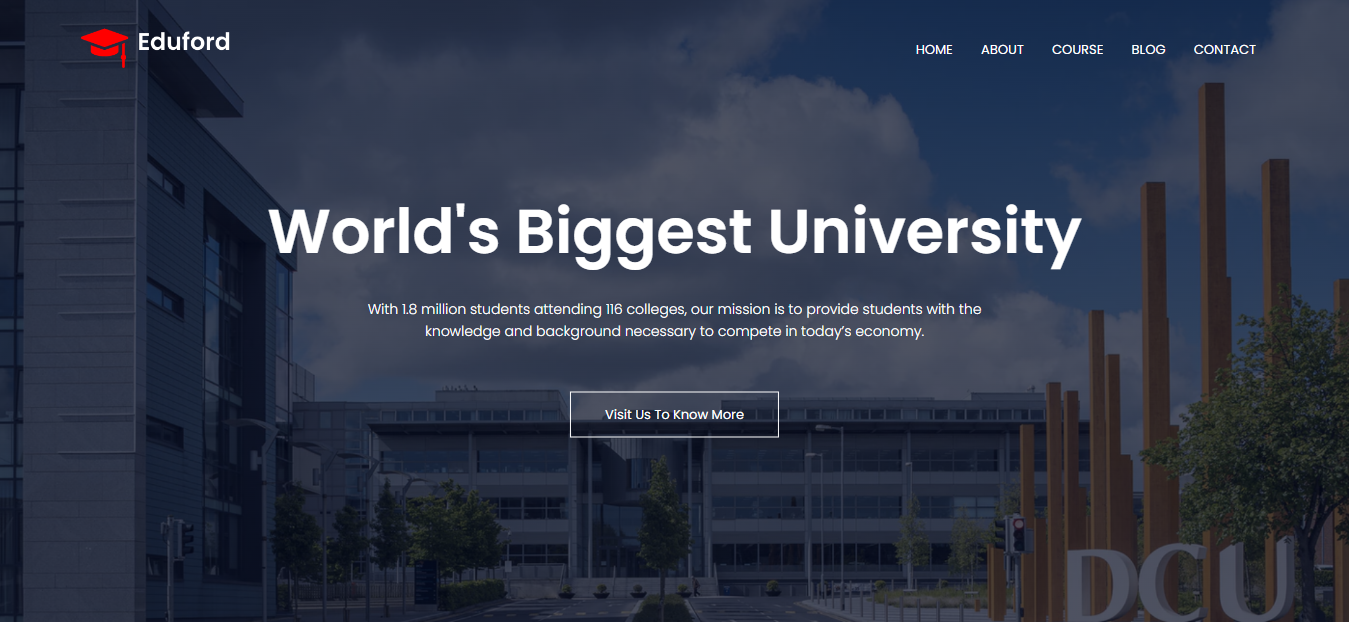 Eduford
HOME ABOUT COURSE BLOG CONTACT
World's Biggest University
With 1.8 million students attending 116 colleges, our mission is to provide students with the
knowledge and background necessary to compete in today’s economy.
Visit Us To Know More
DCU